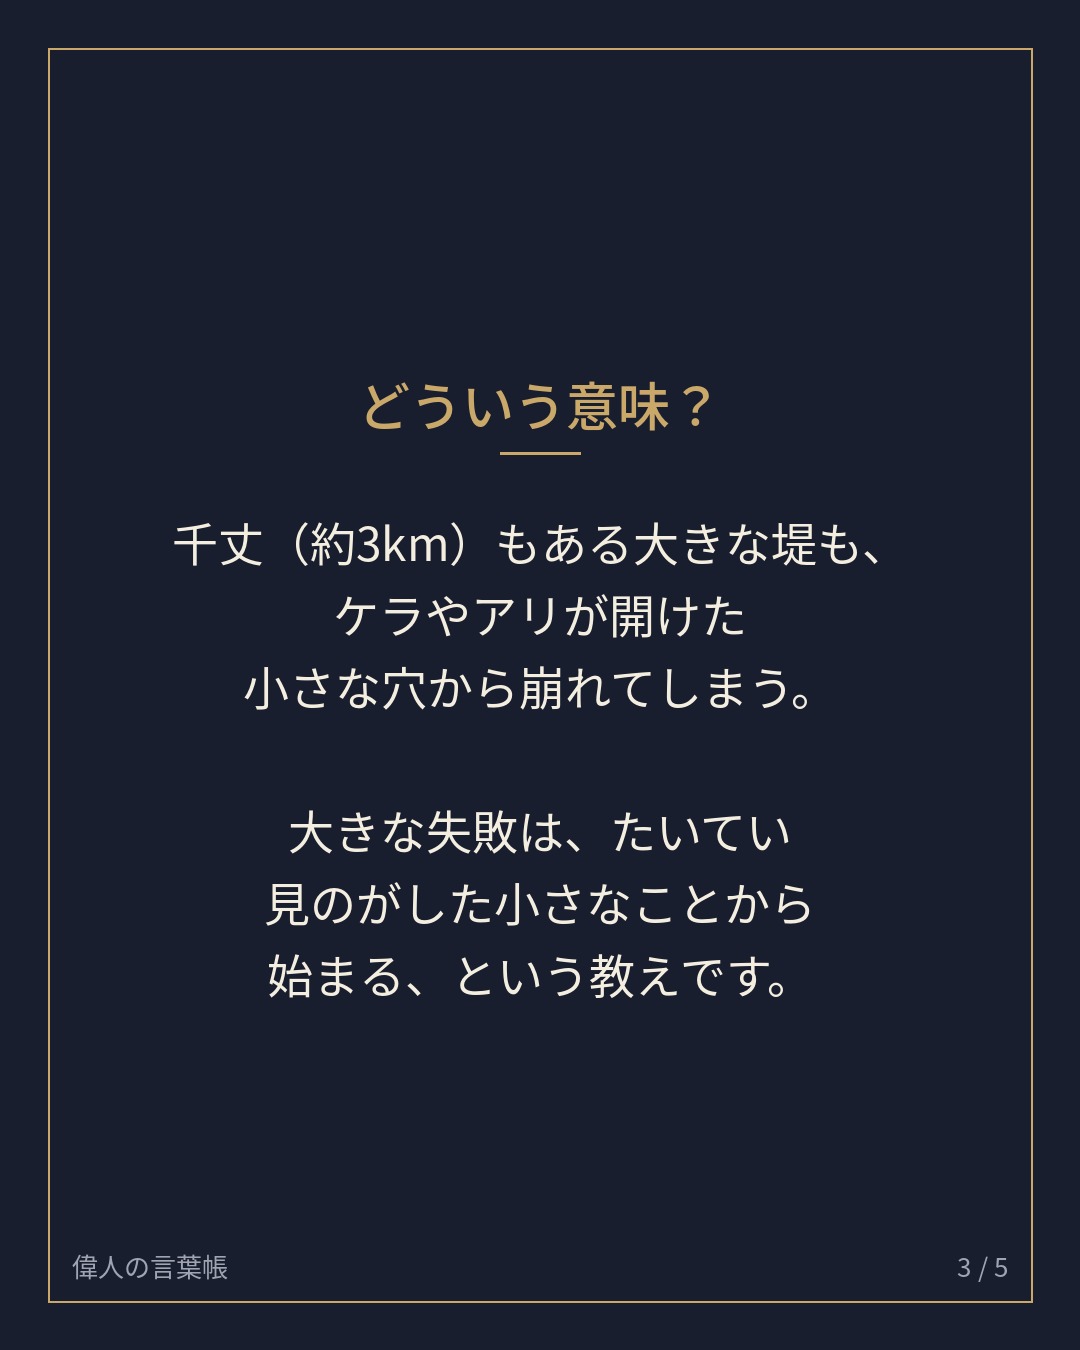 どういう意味？
千丈（約3km）もある大きな堤も、
ケラやアリが開けた
小さな穴から崩れてしまう。
大きな失敗は、たいてい
見のがした小さなことから
始まる、という教えです。
偉人の言葉帳
3 / 5